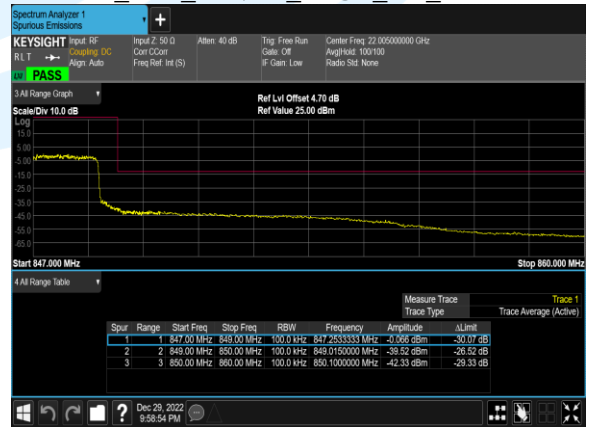 Spectrum Analyzer 1
Spurious Emissions
KEYSIGHT Input: RF Input Z: 50 Ω Atten: 40 dB Trig: Free Run Center Freq: 22.005000000 GHz
Coupling: DC Corr CCorr Gate: Off Avg|Hold: 100/100
RLT Align: Auto Freq Ref: Int (S) IF Gain: Low Radio Std: None
PASS
3 All Range Graph
Ref Lvl Offset 4.70 dB
Scale/Div 10.0 dB Ref Value 25.00 dBm
Log
15.0
5.00
-5.00
-15.0
-25.0
-35.0
-45.0
-55.0
-65.0
Start 847.000 MHz Stop 860.000 MHz
4 All Range Table
Measure Trace Trace 1
Trace Type Trace Average (Active)
Spur Range Start Freq Stop Freq RBW Frequency Amplitude ΔLimit
1 1 847.00 MHz 849.00 MHz 100.0 kHz 847.2533333 MHz -0.066 dBm -30.07 dB
2 2 849.00 MHz 850.00 MHz 100.0 kHz 849.0150000 MHz -39.52 dBm -26.52 dB
3 3 850.00 MHz 860.00 MHz 100.0 kHz 850.1000000 MHz -42.33 dBm -29.33 dB
? Dec 29, 2022
9:58:54 PM